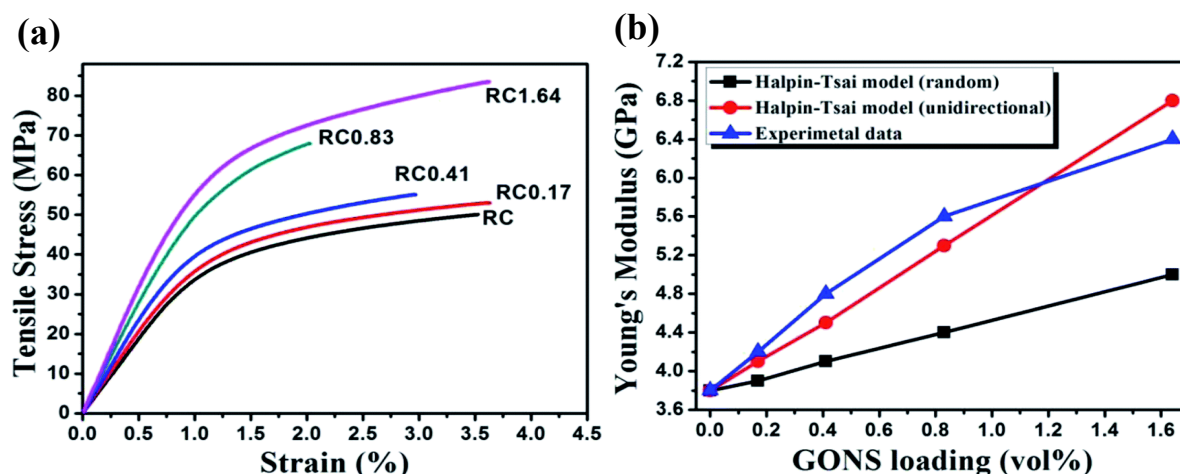 (a)
Tensile Stress (MPa)
80
70
60
50
40
30
20
10
0
RC1.64
RC0.83
RC0.41
RC0.17
RC
0.0 0.5 1.0 1.5 2.0 2.5 3.0 3.5 4.0 4.5
Strain (%)
(b)
Young's Modulus (GPa)
7.2
6.8
6.4
6.0
5.6
5.2
4.8
4.4
4.0
3.6
Halpin-Tsai model (random)
Halpin-Tsai model (unidirectional)
Experimetal data
0.0 0.2 0.4 0.6 0.8 1.0 1.2 1.4 1.6
GONS loading (vol%)